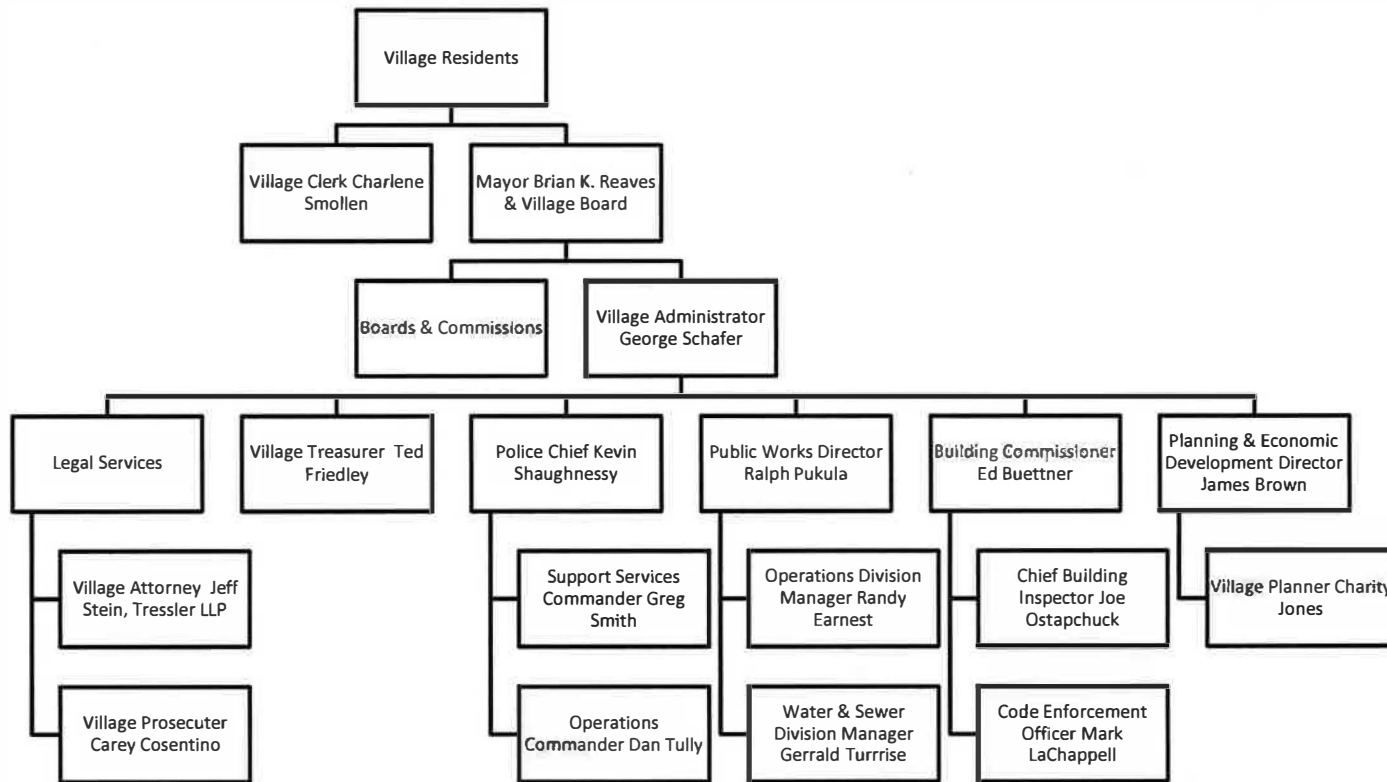 Village Residents
Village Clerk Charlene
Smollen
Mayor Brian K. Reaves
& Village Board
Boards & Commissions
Village Administrator
George Schafer
Legal Services
Village Treasurer Ted
Friedley
Police Chief Kevin
Shaughnessy
Public Works Director
Ralph Pukula
Building Commissioner
Ed Buettner
Planning & Economic
Development Director
James Brown
Village Attorney Jeff
Stein, Tressler LLP
Support Services
Commander Greg
Smith
Operations Division
Manager Randy
Earnest
Chief Building
Inspector Joe
Ostapchuck
Village Planner Charity
Jones
Village Prosecuter
Carey Cosentino
Operations
Commander Dan Tully
Water & Sewer
Division Manager
Gerrald Turrrise
Code Enforcement
Officer Mark
LaChappell